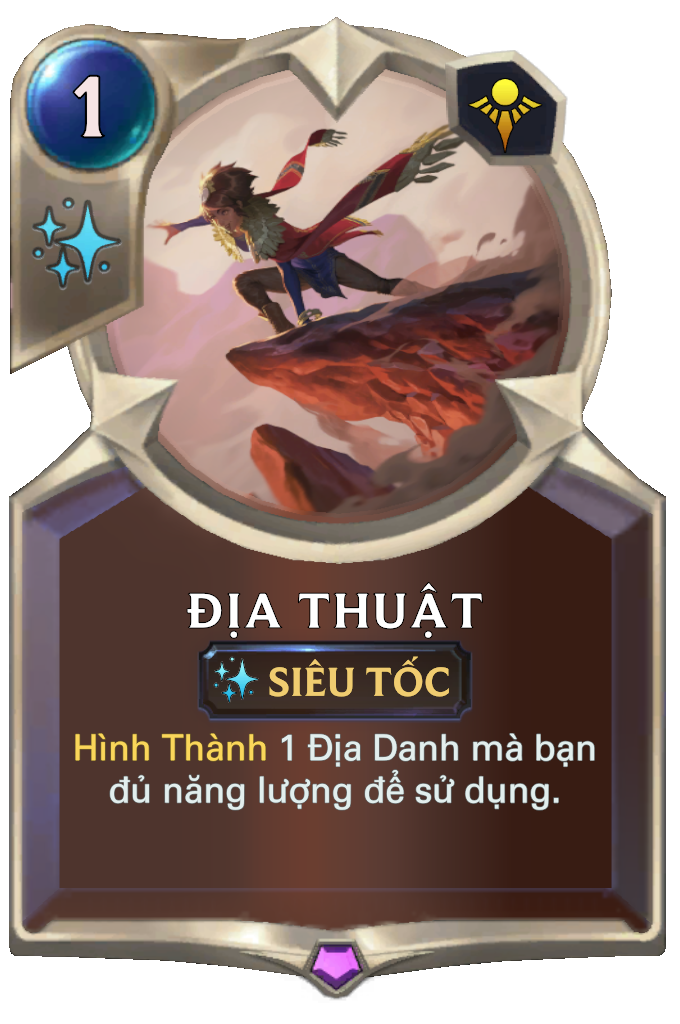 1
ĐỊA THUẬT
SIÊU TỐC
Hình Thành 1 Địa Danh mà bạn
đủ năng lượng để sử dụng.